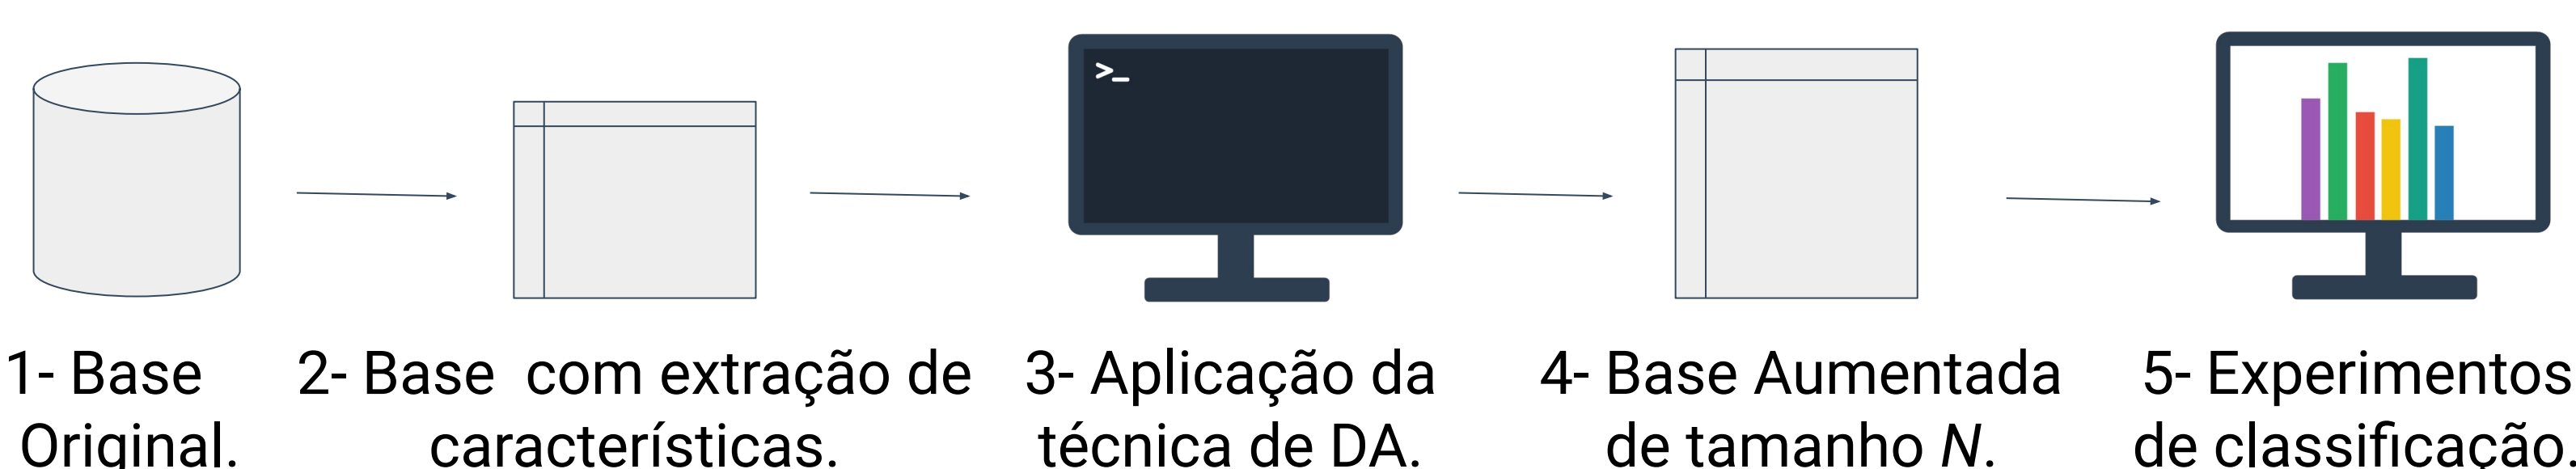 >_
1- Base
Original.
2- Base  com extração de
características.
3- Aplicação da
técnica de DA.
4- Base Aumentada
de tamanho N.
5- Experimentos
de classificação.